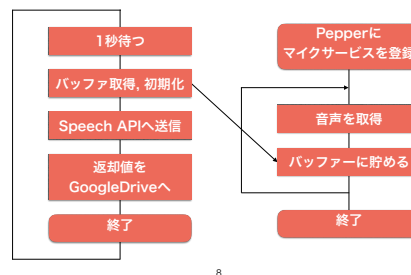 1秒待つ
バッファ取得, 初期化
Speech APIへ送信
返却値を
GoogleDriveへ
終了
Pepperに
マイクサービスを登録
音声を取得
バッファーに貯める
終了
8